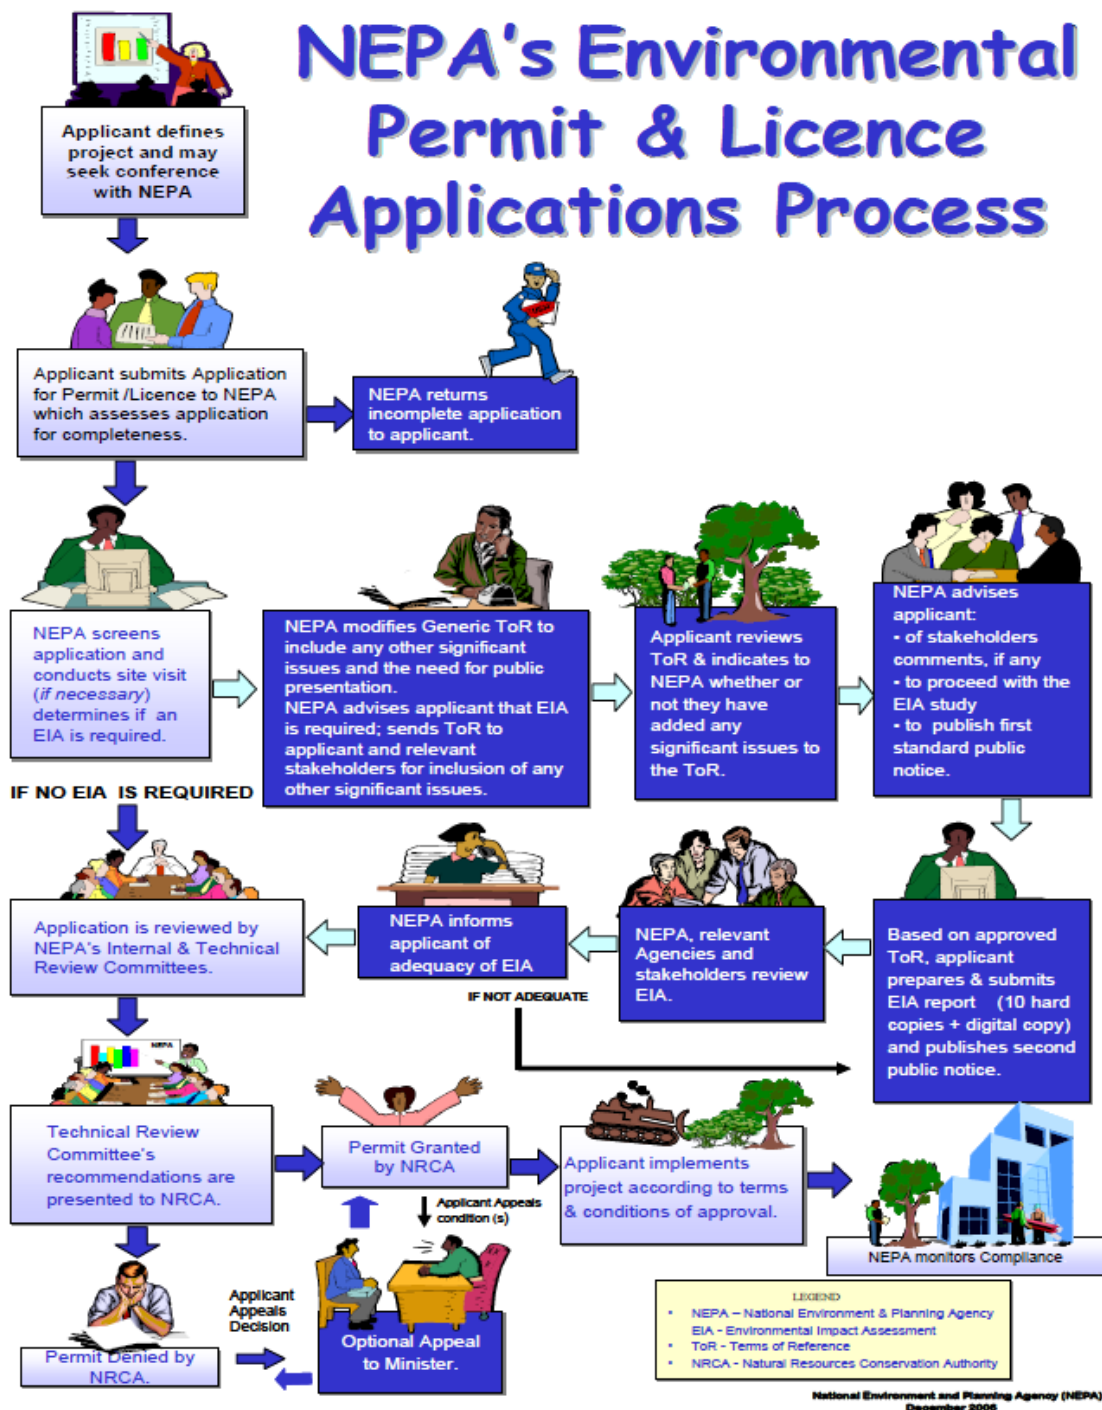 NEPA's Environmental
Permit & Licence
Applications Process
Applicant defines
project and may
seek conference
with NEPA
Applicant submits Application
for Permit /Licence to NEPA
which assesses application
for completeness.
NEPA returns
incomplete application
to applicant.
NEPA screens
application and
conducts site visit
(if necessary)
determines if an
EIA is required.
NEPA modifies Generic ToR to
include any other significant
issues and the need for public
presentation.
NEPA advises applicant that EIA
is required; sends ToR to
applicant and relevant
stakeholders for inclusion of any
other significant issues.
Applicant reviews
ToR & indicates to
NEPA whether or
not they have
added any
significant issues to
the ToR.
NEPA advises
applicant:
- of stakeholders
comments, if any
- to proceed with the
EIA study
- to publish first
standard public
notice.
IF NO EIA IS REQUIRED
Application is reviewed by
NEPA's Internal & Technical
Review Committees.
NEPA informs
applicant of
adequacy of EIA
NEPA, relevant
Agencies and
stakeholders review
EIA.
Based on approved
ToR, applicant
prepares & submits
EIA report (10 hard
copies + digital copy)
and publishes second
public notice.
IF NOT ADEQUATE
NEPA
Technical Review
Committee's
recommendations are
presented to NRCA.
Permit Granted
by NRCA
Applicant implements
project according to terms
& conditions of approval.
NEPA monitors Compliance
Applicant Appeals
condition (s)
Applicant
Appeals
Decision
Optional Appeal
to Minister.
Permit Denied by
NRCA.
LEGEND
▪ NEPA – National Environment & Planning Agency
EIA - Environmental Impact Assessment
▪ ToR - Terms of Reference
▪ NRCA - Natural Resources Conservation Authority
National Environment and Planning Agency (NEPA)